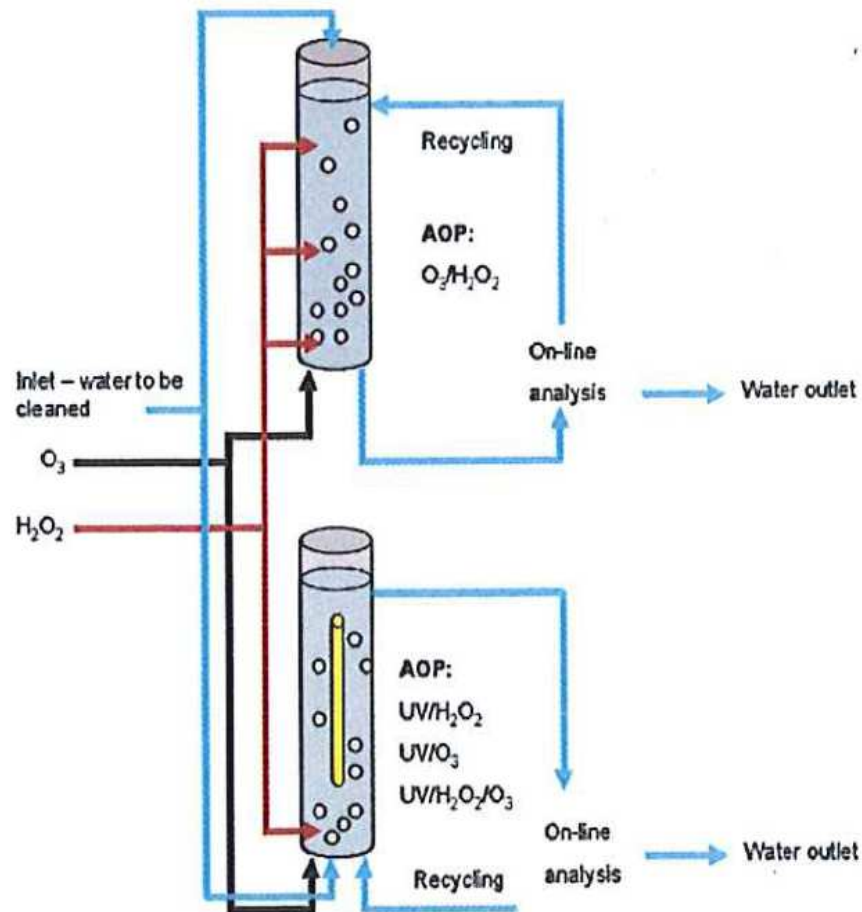 Recycling
AOP:
O₃/H₂O₂
On-line
analysis
Water outlet
Inlet – water to be
cleaned
O₃
H₂O₂
AOP:
UV/H₂O₂
UV/O₃
UV/H₂O₂/O₃
On-line
analysis
Water outlet
Recycling